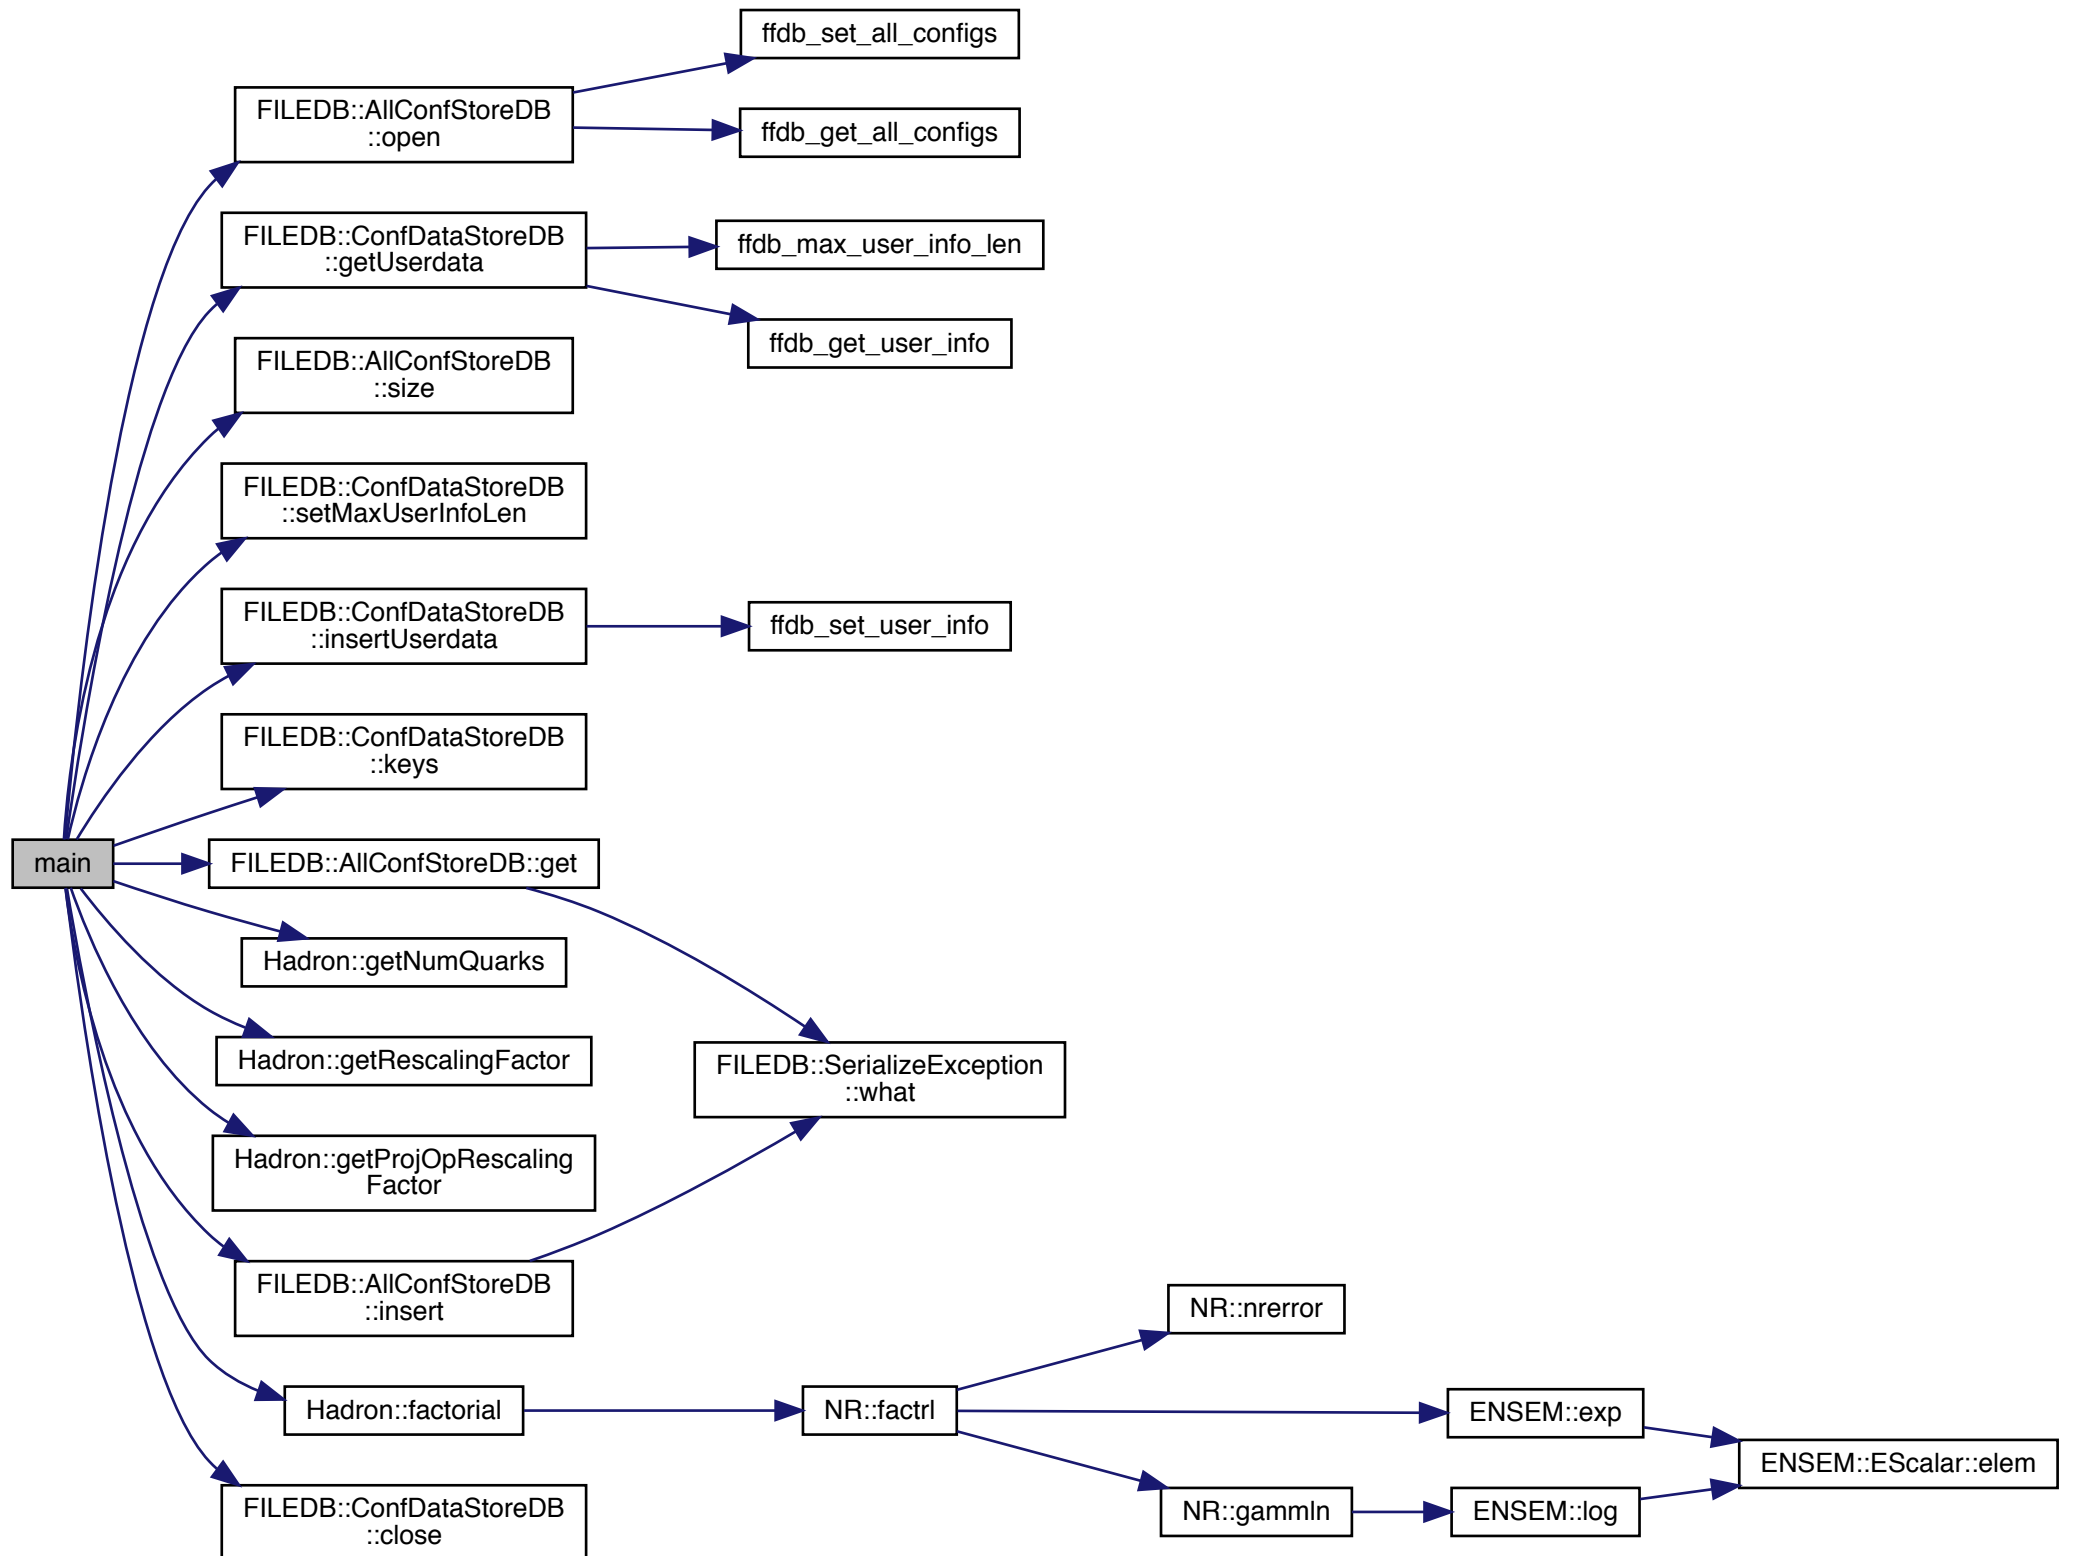 ffdb_set_all_configs
FILEDB::AllConfStoreDB
::open
ffdb_get_all_configs
FILEDB::ConfDataStoreDB
::getUserdata
ffdb_max_user_info_len
ffdb_get_user_info
FILEDB::AllConfStoreDB
::size
FILEDB::ConfDataStoreDB
::setMaxUserInfoLen
FILEDB::ConfDataStoreDB
::insertUserdata
ffdb_set_user_info
FILEDB::ConfDataStoreDB
::keys
main
FILEDB::AllConfStoreDB::get
Hadron::getNumQuarks
Hadron::getRescalingFactor
FILEDB::SerializeException
::what
Hadron::getProjOpRescaling
Factor
FILEDB::AllConfStoreDB
::insert
NR::nrerror
Hadron::factorial
NR::factrl
ENSEM::exp
ENSEM::EScalar::elem
NR::gammln
ENSEM::log
FILEDB::ConfDataStoreDB
::close